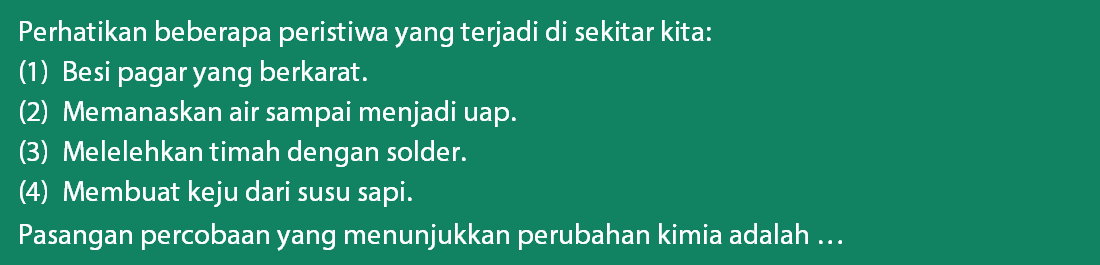 Perhatikan beberapa peristiwa yang terjadi di sekitar kita:
(1) Besi pagar yang berkarat.
(2) Memanaskan air sampai menjadi uap.
(3) Melelehkan timah dengan solder.
(4) Membuat keju dari susu sapi.
Pasangan percobaan yang menunjukkan perubahan kimia adalah …